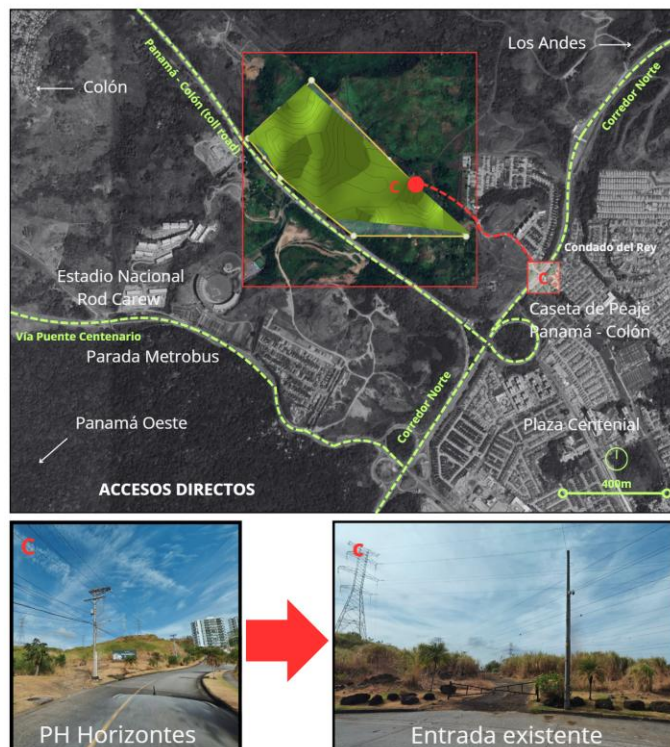 Los Andes
Colón
Panamá - Colón (toll road)
Corredor Norte
C
Condado del Rey
C
Estadio Nacional
Rod Carew
Caseta de Peaje
Panamá - Colón
Vía Puente Centenario
Parada Metrobus
Corredor Norte
Panamá Oeste
Plaza Centenial
ACCESOS DIRECTOS
400m
C
PH Horizontes
C
Entrada existente